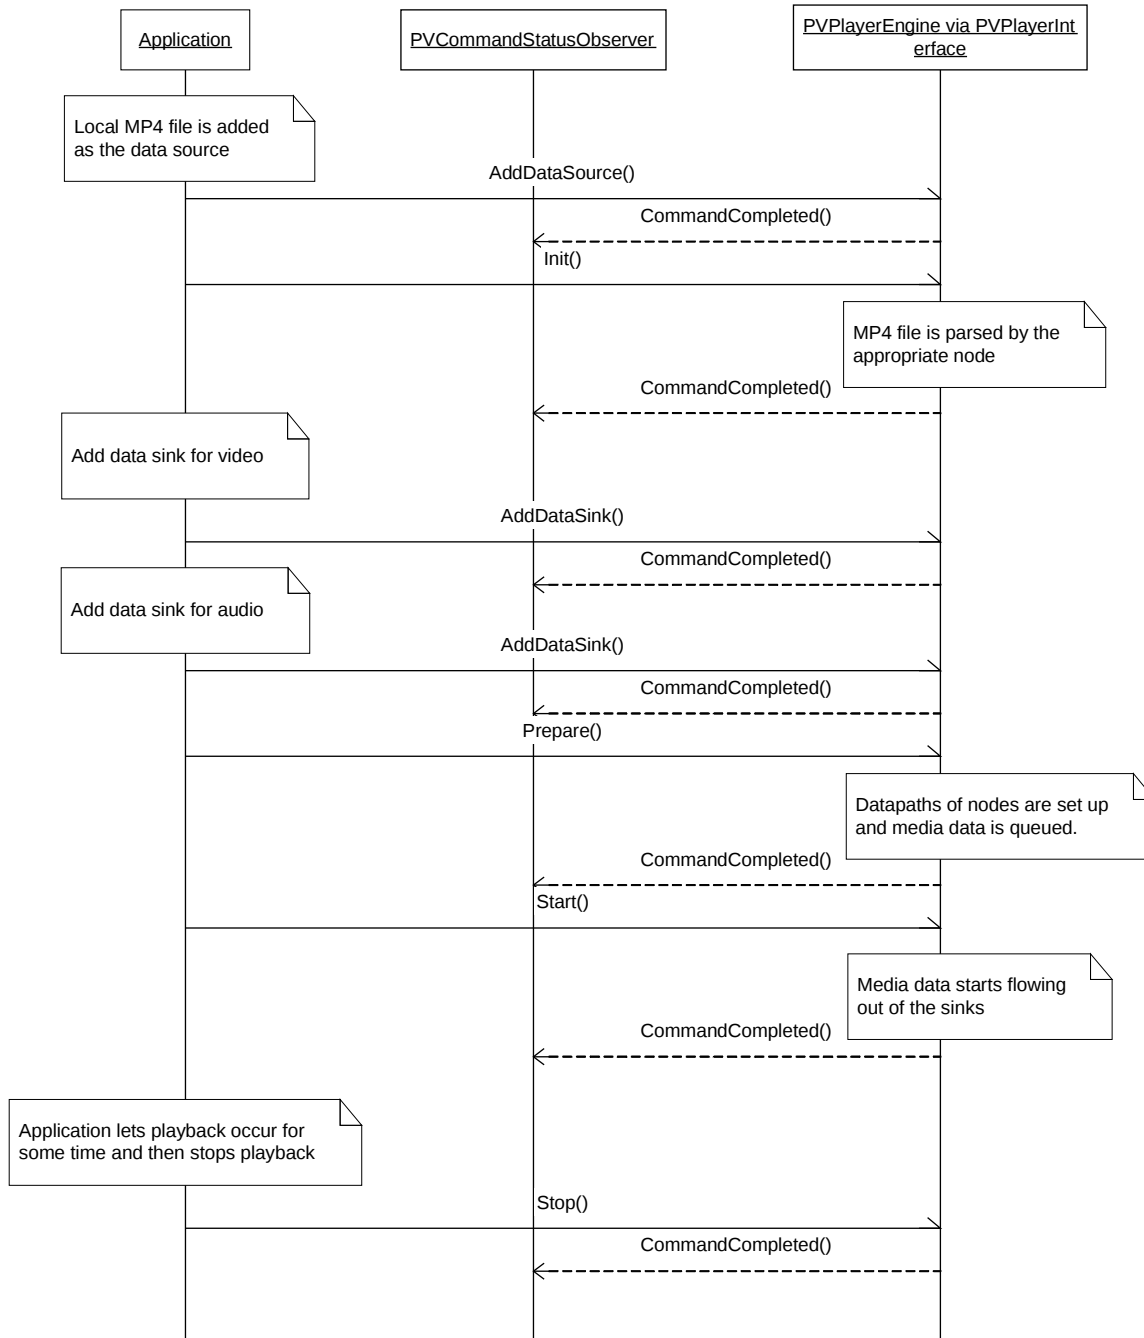 Application
PVCommandStatusObserver
PVPlayerEngine via PVPlayerInt
erface
Local MP4 file is added
as the data source
AddDataSource()
CommandCompleted()
Init()
MP4 file is parsed by the
appropriate node
CommandCompleted()
Add data sink for video
AddDataSink()
CommandCompleted()
Add data sink for audio
AddDataSink()
CommandCompleted()
Prepare()
Datapaths of nodes are set up
and media data is queued.
CommandCompleted()
Start()
Media data starts flowing
out of the sinks
CommandCompleted()
Application lets playback occur for
some time and then stops playback
Stop()
CommandCompleted()